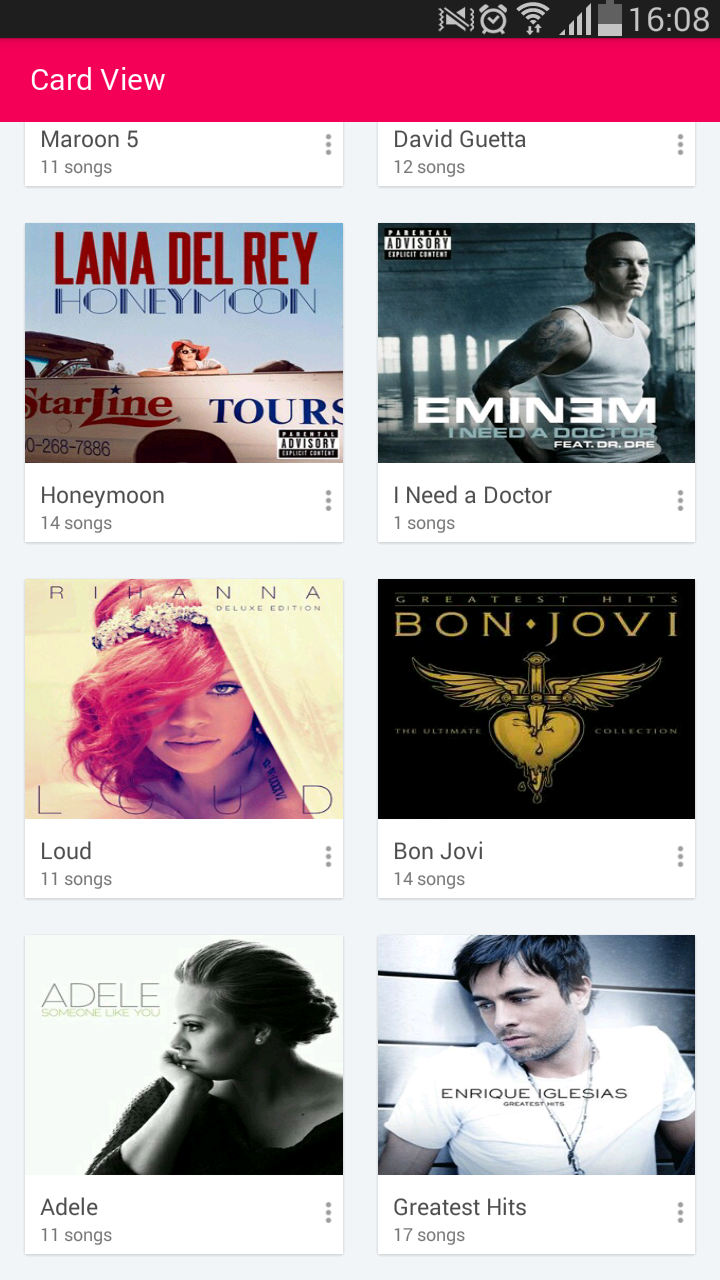 16:08
Card View
Maroon 5
11 songs
David Guetta
12 songs
LANA DEL REY
HONEYMOON
StarLine TOURS
0-268-7886
PARENTAL
ADVISORY
EXPLICIT CONTENT
Honeymoon
14 songs
PARENTAL
ADVISORY
EXPLICIT CONTENT
EMINEM
I NEED A DOCTOR
FEAT. DR. DRE
I Need a Doctor
1 songs
RIHANNA
DELUXE EDITION
LOUD
Loud
11 songs
GREATEST HITS
BON JOVI
THE ULTIMATE COLLECTION
Bon Jovi
14 songs
ADELE
SOMEONE LIKE YOU
Adele
11 songs
ENRIQUE IGLESIAS
GREATEST HITS
Greatest Hits
17 songs